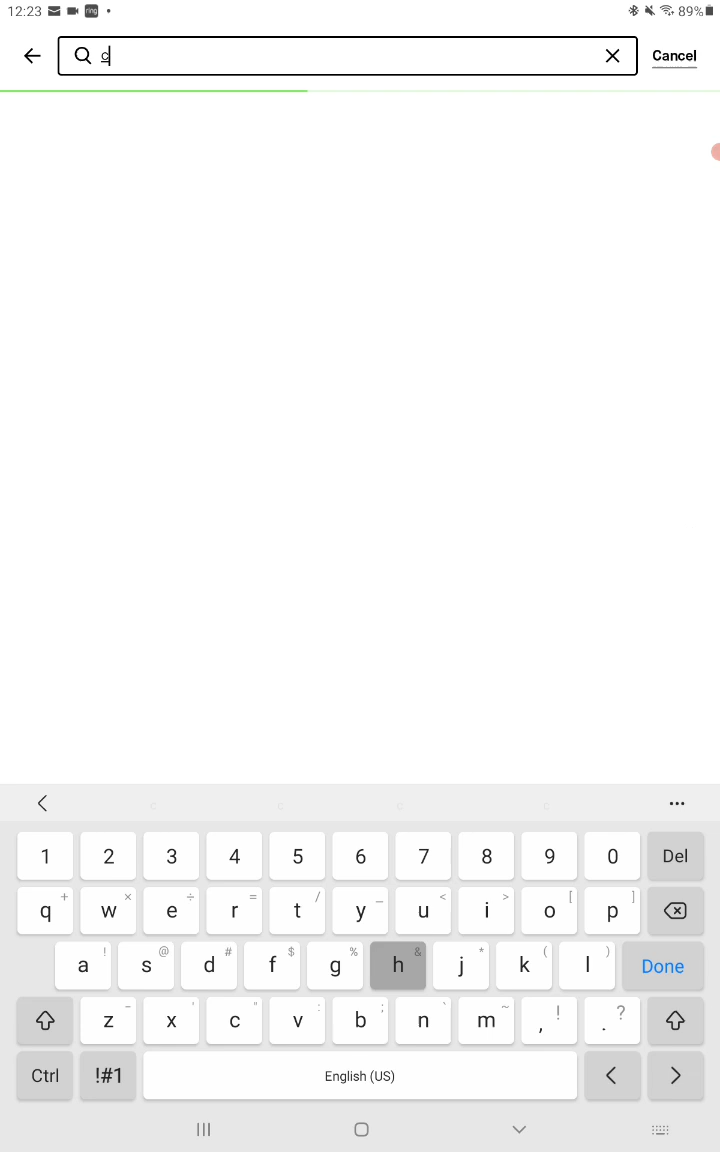 12:23 ring 89%
c Cancel
c c c c
1 2 3 4 5 6 7 8 9 0 Del
q + w × e ÷ r = t / y _ u < i > o [ p ]
a ! s @ d # f $ g % h & j * k ( l ) Done
z - x ' c " v : b ; n ` m ~ , ! . ?
Ctrl !#1 English (US) < >